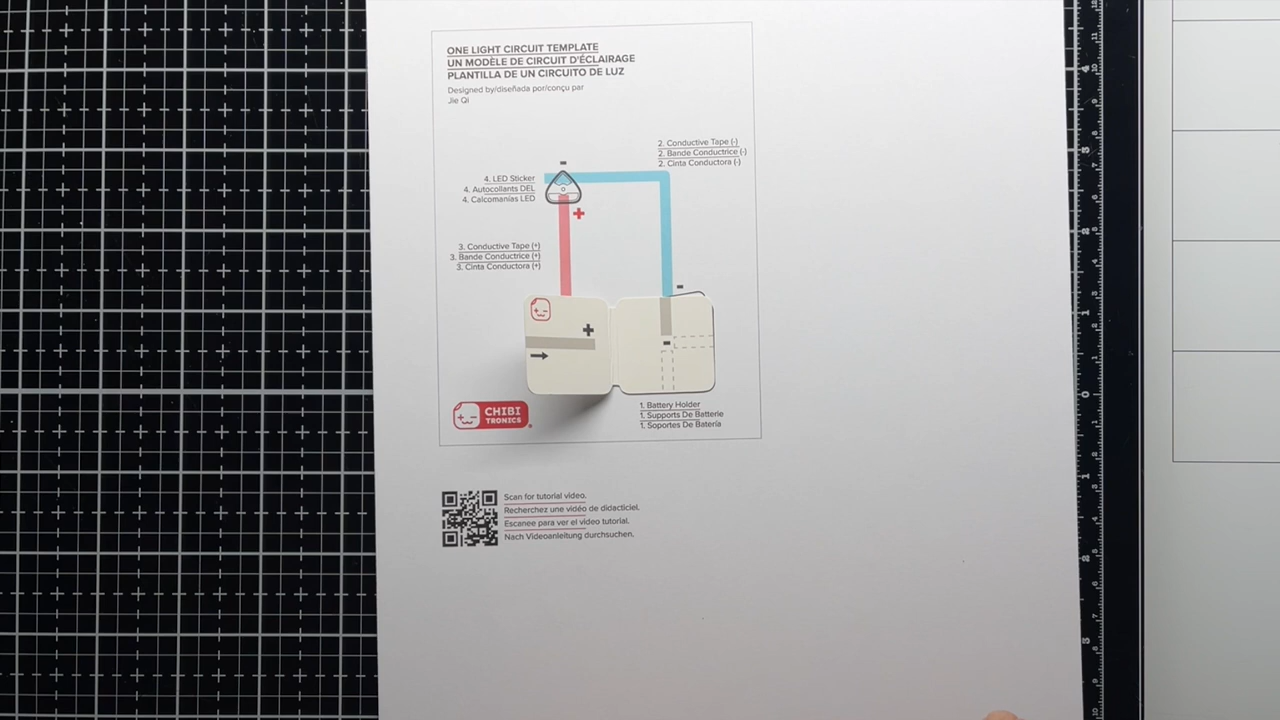 ONE LIGHT CIRCUIT TEMPLATE
UN MODÈLE DE CIRCUIT D'ÉCLAIRAGE
PLANTILLA DE UN CIRCUITO DE LUZ
Designed by/diseñada por/conçu par
Jie Qi
2. Conductive Tape (-)
2. Bande Conductrice (-)
2. Cinta Conductora (-)
-
4. LED Sticker
4. Autocollants DEL
4. Calcomanías LED
+
3. Conductive Tape (+)
3. Bande Conductrice (+)
3. Cinta Conductora (+)
-
+
-
CHIBI
TRONICS
1. Battery Holder
1. Supports De Batterie
1. Soportes De Batería
Scan for tutorial video.
Recherchez une vidéo de didacticiel.
Escanee para ver el video tutorial.
Nach Videoanleitung durchsuchen.